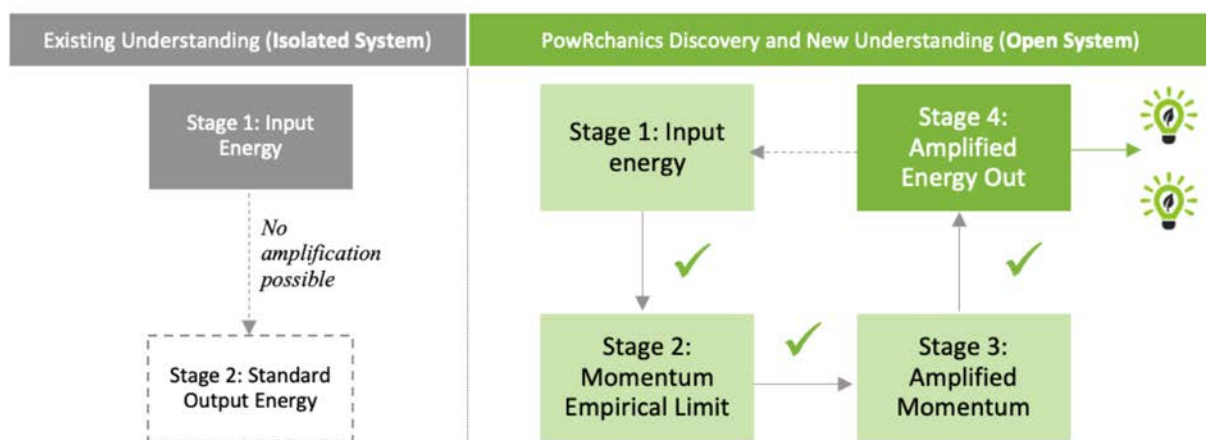 Existing Understanding (Isolated System)
PowRchanics Discovery and New Understanding (Open System)
Stage 1: Input
Energy
No
amplification
possible
Stage 2: Standard
Output Energy
Stage 1: Input
energy
Stage 4:
Amplified
Energy Out
Stage 2:
Momentum
Empirical Limit
Stage 3:
Amplified
Momentum